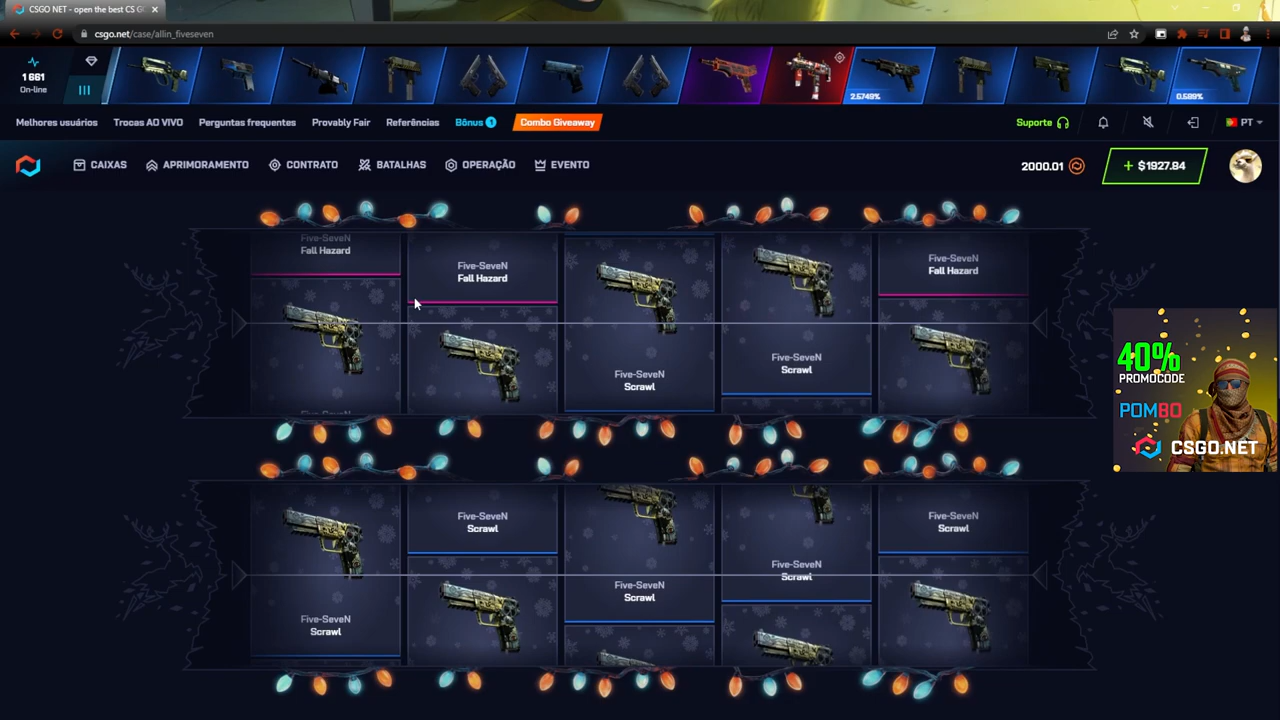 CSGO NET - open the best CS G
csgo.net/case/allin_fiveseven
1 661
On-line
2.5749%
0.589%
Melhores usuários
Trocas AO VIVO
Perguntas frequentes
Provably Fair
Referências
Bônus 1
Combo Giveaway
Suporte
PT
CAIXAS
APRIMORAMENTO
CONTRATO
BATALHAS
OPERAÇÃO
EVENTO
2000.01
+ $1927.84
Five-SeveN
Fall Hazard
Five-SeveN
Fall Hazard
Five-SeveN
Scrawl
Five-SeveN
Scrawl
Five-SeveN
Fall Hazard
40%
PROMOCODE
POM80
CSGO.NET
Five-SeveN
Scrawl
Five-SeveN
Scrawl
Five-SeveN
Scrawl
Five-SeveN
Scrawl
Five-SeveN
Scrawl